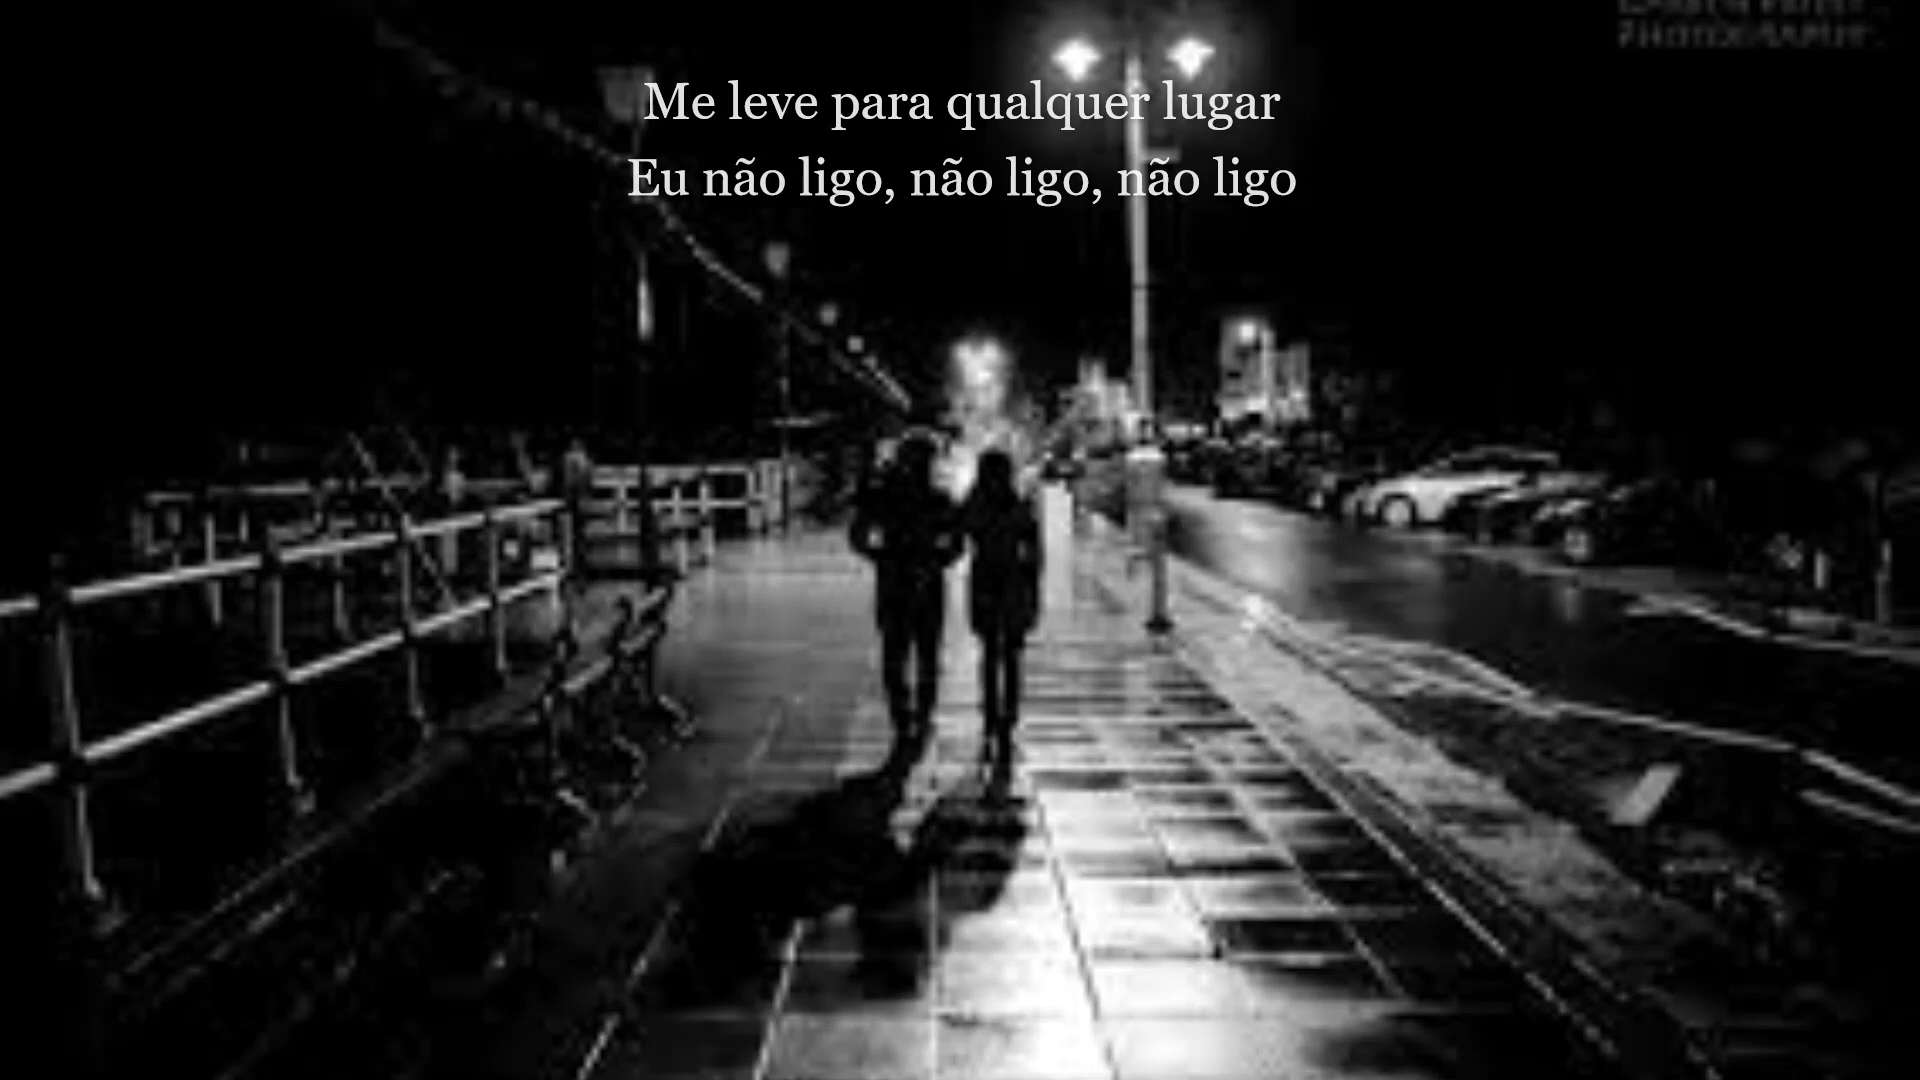 Me leve para qualquer lugar
Eu não ligo, não ligo, não ligo